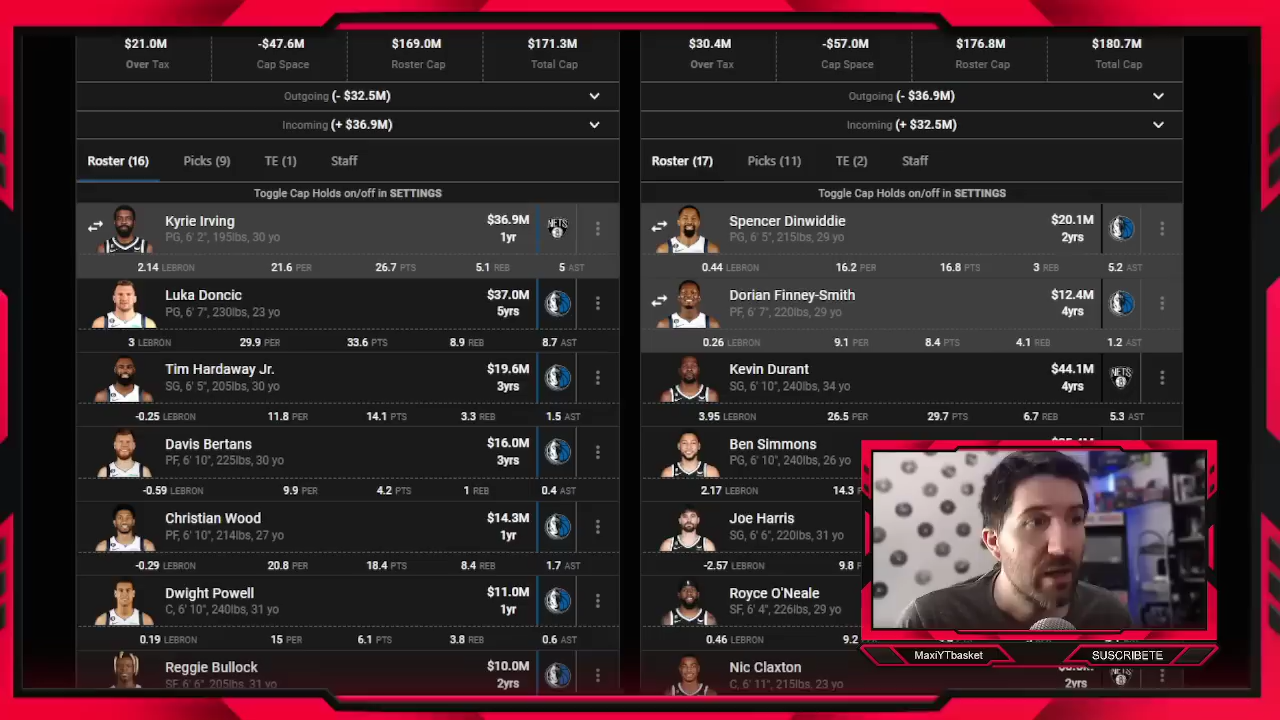 $21.0M -$47.6M $169.0M $171.3M
Over Tax Cap Space Roster Cap Total Cap
Outgoing (- $32.5M)
Incoming (+ $36.9M)
Roster (16) Picks (9) TE (1) Staff
Toggle Cap Holds on/off in SETTINGS
Kyrie Irving $36.9M
PG, 6' 2", 195lbs, 30 yo 1yr
NETS
2.14 LEBRON 21.6 PER 26.7 PTS 5.1 REB 5 AST
Luka Doncic $37.0M
PG, 6' 7", 230lbs, 23 yo 5yrs
3 LEBRON 29.9 PER 33.6 PTS 8.9 REB 8.7 AST
Tim Hardaway Jr. $19.6M
SG, 6' 5", 205lbs, 30 yo 3yrs
-0.25 LEBRON 11.8 PER 14.1 PTS 3.3 REB 1.5 AST
Davis Bertans $16.0M
PF, 6' 10", 225lbs, 30 yo 3yrs
-0.59 LEBRON 9.9 PER 4.2 PTS 1 REB 0.4 AST
Christian Wood $14.3M
PF, 6' 10", 214lbs, 27 yo 1yr
-0.29 LEBRON 20.8 PER 18.4 PTS 8.4 REB 1.7 AST
Dwight Powell $11.0M
C, 6' 10", 240lbs, 31 yo 1yr
0.19 LEBRON 15 PER 6.1 PTS 3.8 REB 0.6 AST
Reggie Bullock $10.0M
SF, 6' 6", 205lbs, 31 yo 2yrs
$30.4M -$57.0M $176.8M $180.7M
Over Tax Cap Space Roster Cap Total Cap
Outgoing (- $36.9M)
Incoming (+ $32.5M)
Roster (17) Picks (11) TE (2) Staff
Toggle Cap Holds on/off in SETTINGS
Spencer Dinwiddie $20.1M
PG, 6' 5", 215lbs, 29 yo 2yrs
0.44 LEBRON 16.2 PER 16.8 PTS 3 REB 5.2 AST
Dorian Finney-Smith $12.4M
PF, 6' 7", 220lbs, 29 yo 4yrs
0.26 LEBRON 9.1 PER 8.4 PTS 4.1 REB 1.2 AST
Kevin Durant $44.1M
SG, 6' 10", 240lbs, 34 yo 4yrs
NETS
3.95 LEBRON 26.5 PER 29.7 PTS 6.7 REB 5.3 AST
Ben Simmons
PG, 6' 10", 240lbs, 26 yo
2.17 LEBRON 14.3
Joe Harris
SG, 6' 6", 220lbs, 31 yo
-2.57 LEBRON 9.8
Royce O'Neale
SF, 6' 4", 226lbs, 29 yo
0.46 LEBRON 9.2
Nic Claxton
C, 6' 11", 215lbs, 23 yo 2yrs
MaxiYTbasket SUSCRIBETE